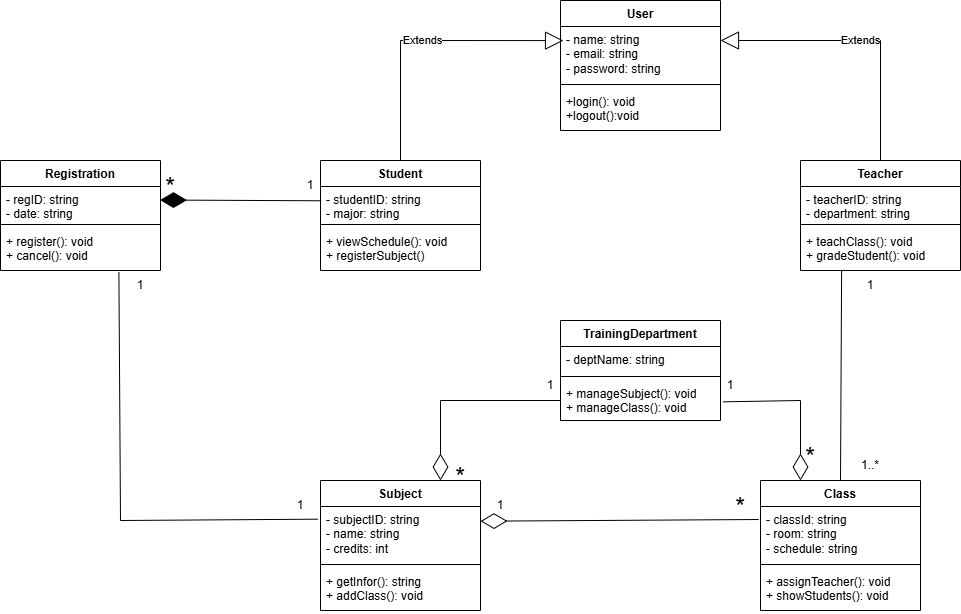 User
- name: string
- email: string
- password: string
+login(): void
+logout():void
Extends
Extends
Registration
- regID: string
- date: string
+ register(): void
+ cancel(): void
*
1
Student
- studentID: string
- major: string
+ viewSchedule(): void
+ registerSubject()
Teacher
- teacherID: string
- department: string
+ teachClass(): void
+ gradeStudent(): void
1
1
TrainingDepartment
- deptName: string
+ manageSubject(): void
+ manageClass(): void
1
1
*
*
1..*
Subject
- subjectID: string
- name: string
- credits: int
+ getInfor(): string
+ addClass(): void
1
1
*
Class
- classId: string
- room: string
- schedule: string
+ assignTeacher(): void
+ showStudents(): void